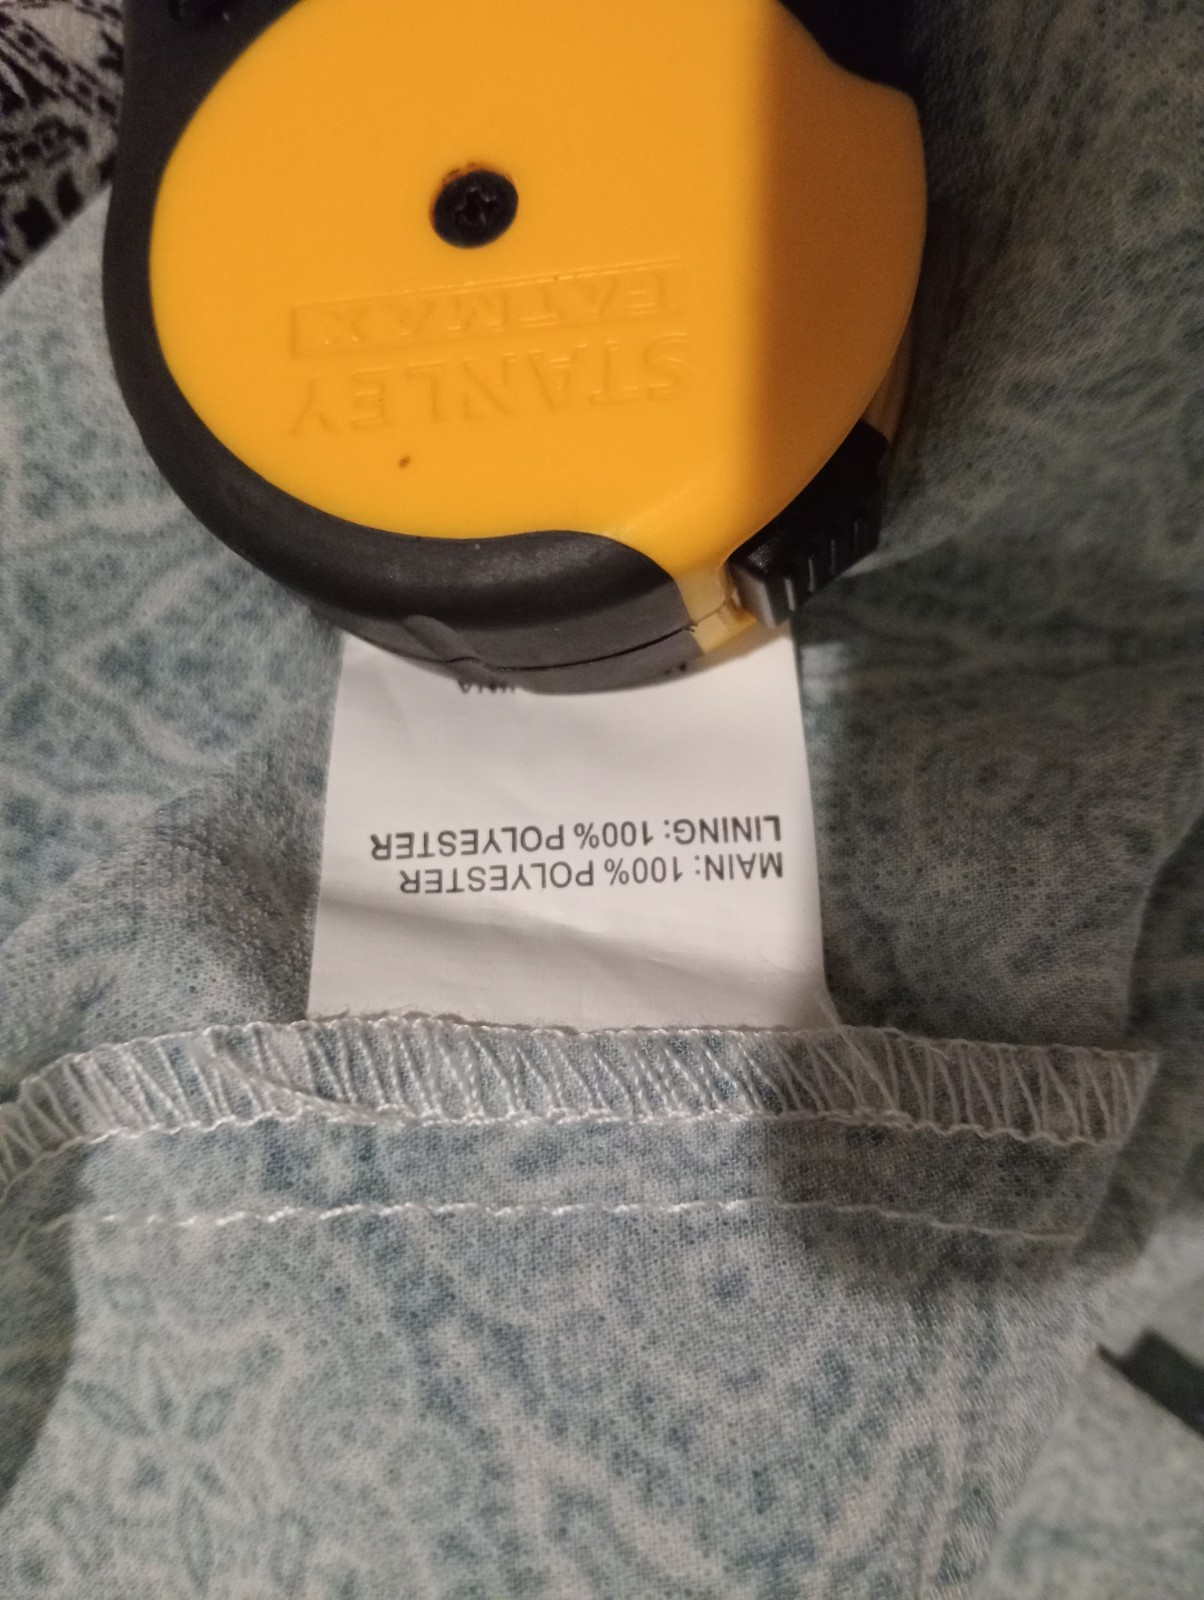 MAIN: 100% POLYESTER
LINING: 100% POLYESTER
STANLEY
FATMAX